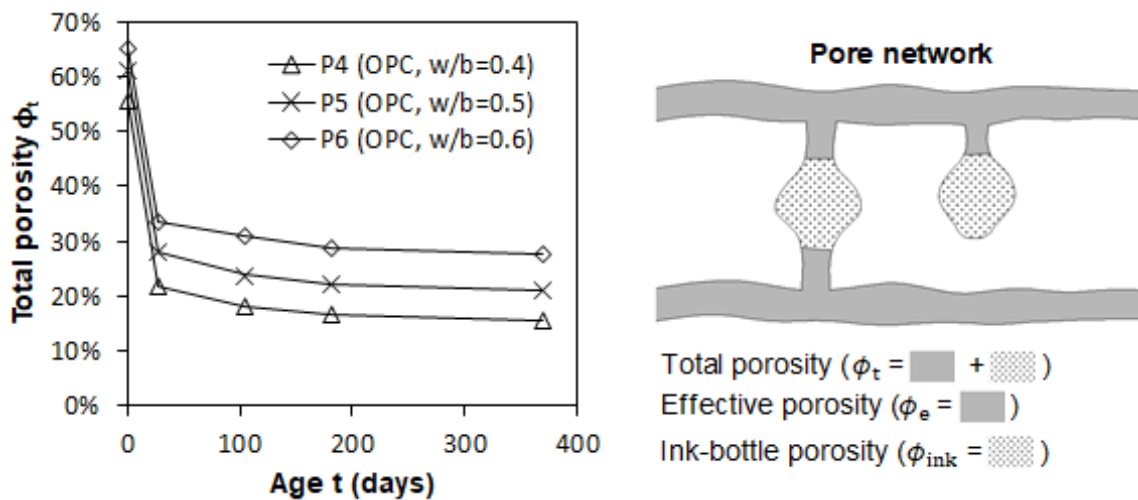 70%
60%
50%
40%
30%
20%
10%
0%
Total porosity ϕt
P4 (OPC, w/b=0.4)
P5 (OPC, w/b=0.5)
P6 (OPC, w/b=0.6)
0
100
200
300
400
Age t (days)
Pore network
Total porosity (ϕt = + )
Effective porosity (ϕe = )
Ink-bottle porosity (ϕink = )